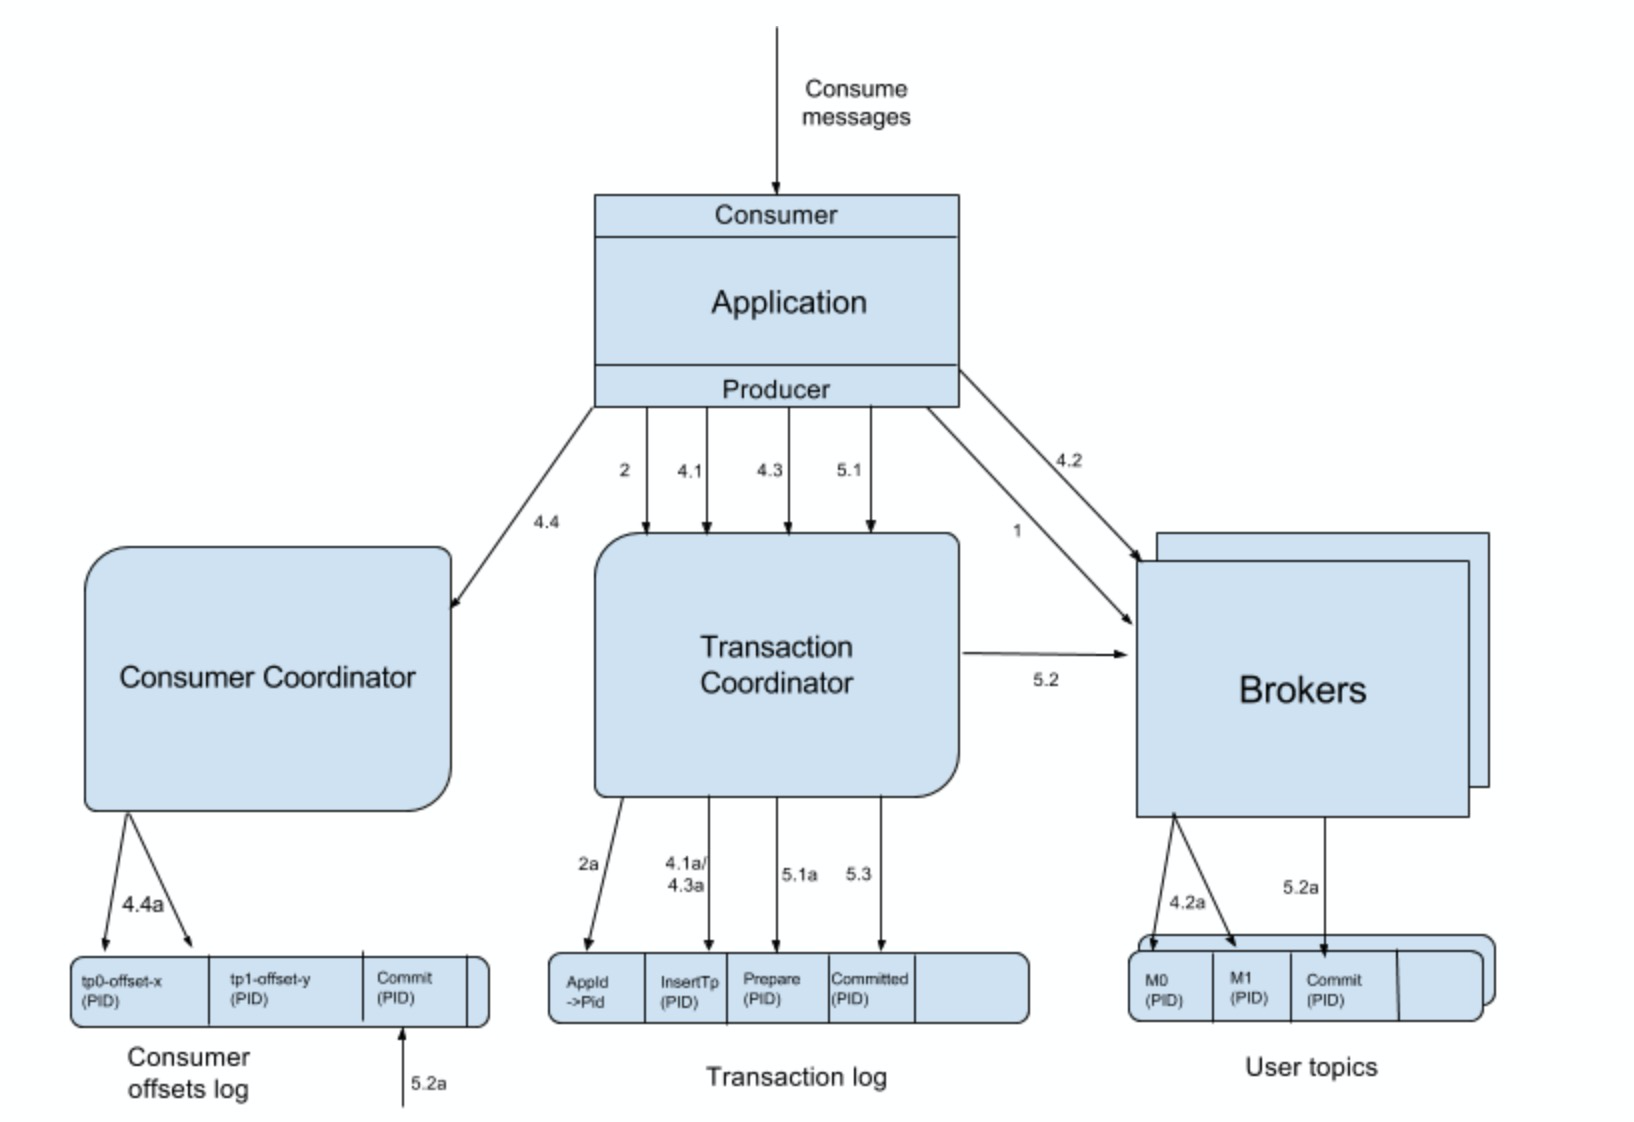 Consume
messages
Consumer
Application
Producer
4.4
2
4.1
4.3
5.1
4.2
1
Consumer Coordinator
Transaction
Coordinator
5.2
Brokers
4.4a
2a
4.1a/
4.3a
5.1a
5.3
4.2a
5.2a
tp0-offset-x
(PID)
tp1-offset-y
(PID)
Commit
(PID)
AppId
->Pid
InsertTp
(PID)
Prepare
(PID)
Committed
(PID)
M0
(PID)
M1
(PID)
Commit
(PID)
Consumer
offsets log
5.2a
Transaction log
User topics